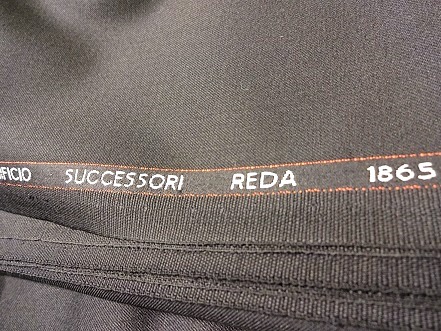 IFICIO SUCCESSORI REDA 1865